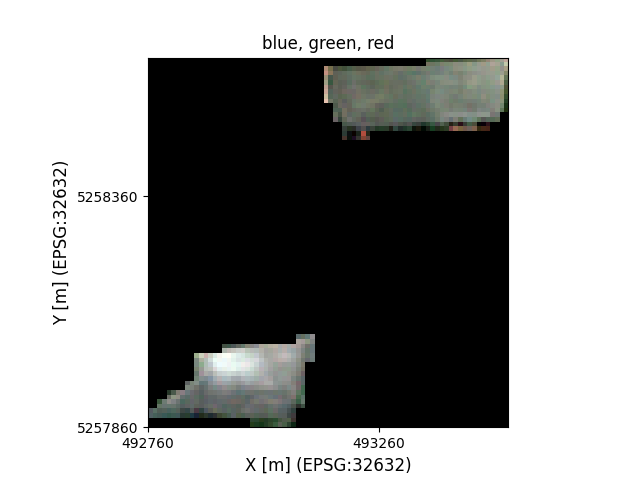 blue, green, red
Y [m] (EPSG:32632)
5258360
5257860
492760
493260
X [m] (EPSG:32632)